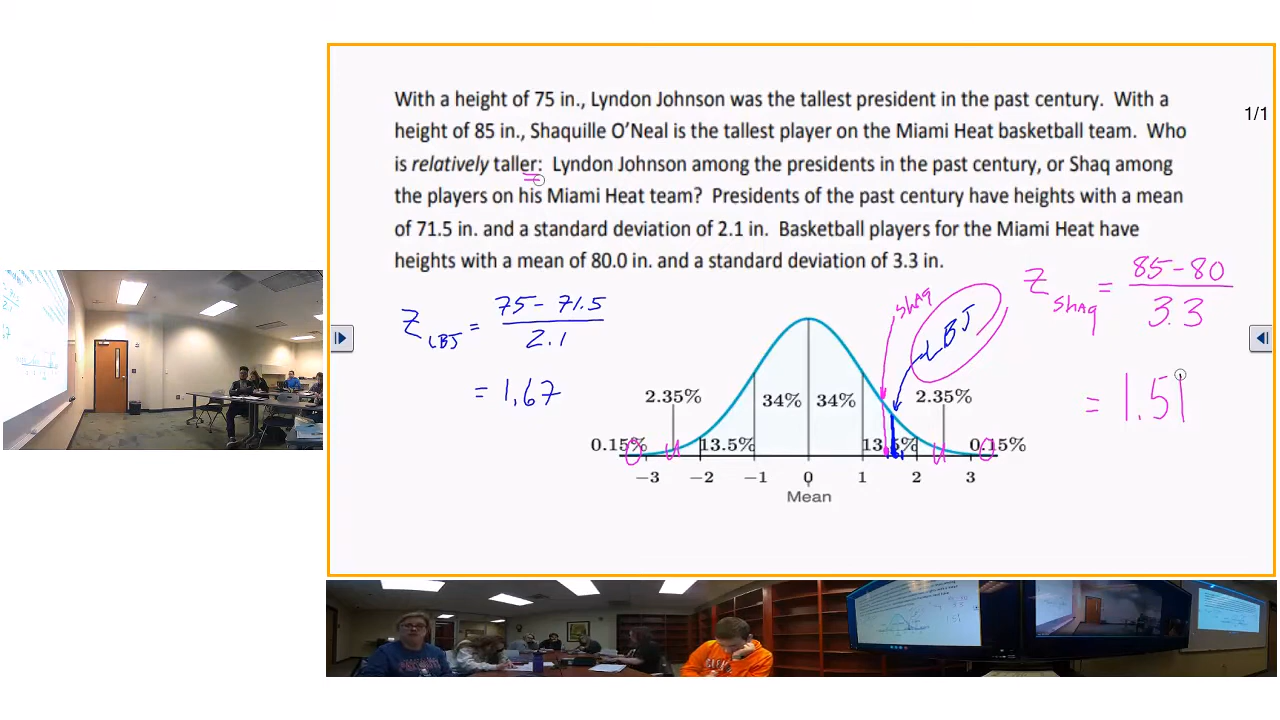 With a height of 75 in., Lyndon Johnson was the tallest president in the past century. With a
height of 85 in., Shaquille O'Neal is the tallest player on the Miami Heat basketball team. Who
is relatively taller: Lyndon Johnson among the presidents in the past century, or Shaq among
the players on his Miami Heat team? Presidents of the past century have heights with a mean
of 71.5 in. and a standard deviation of 2.1 in. Basketball players for the Miami Heat have
heights with a mean of 80.0 in. and a standard deviation of 3.3 in.
1/1
Z LBJ = 75 - 71.5
2.1
= 1.67
Z SHAQ = 85 - 80
3.3
= 1.51
SHAQ
LBJ
34% 34%
2.35% 2.35%
0.15% 13.5% 13.5% 0.15%
O U U O
−3 −2 −1 0 1 2 3
Mean